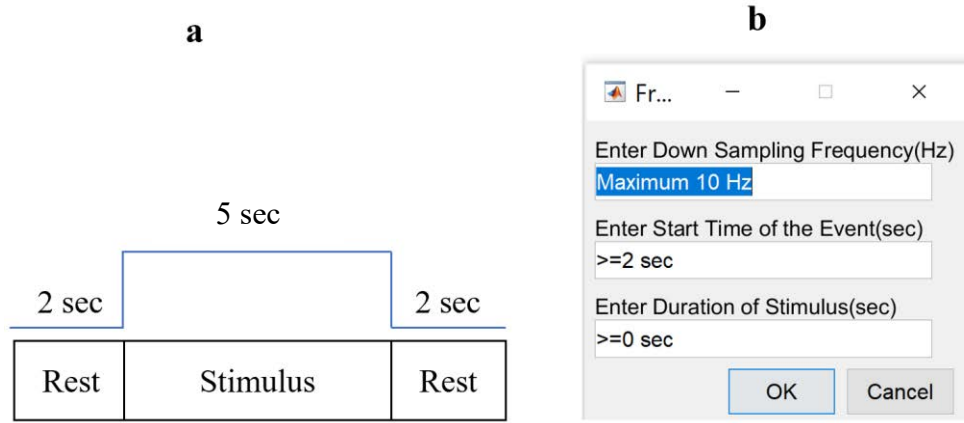 a
5 sec
2 sec
2 sec
Rest
Stimulus
Rest
b
Fr...
Enter Down Sampling Frequency(Hz)
Maximum 10 Hz
Enter Start Time of the Event(sec)
>=2 sec
Enter Duration of Stimulus(sec)
>=0 sec
OK
Cancel